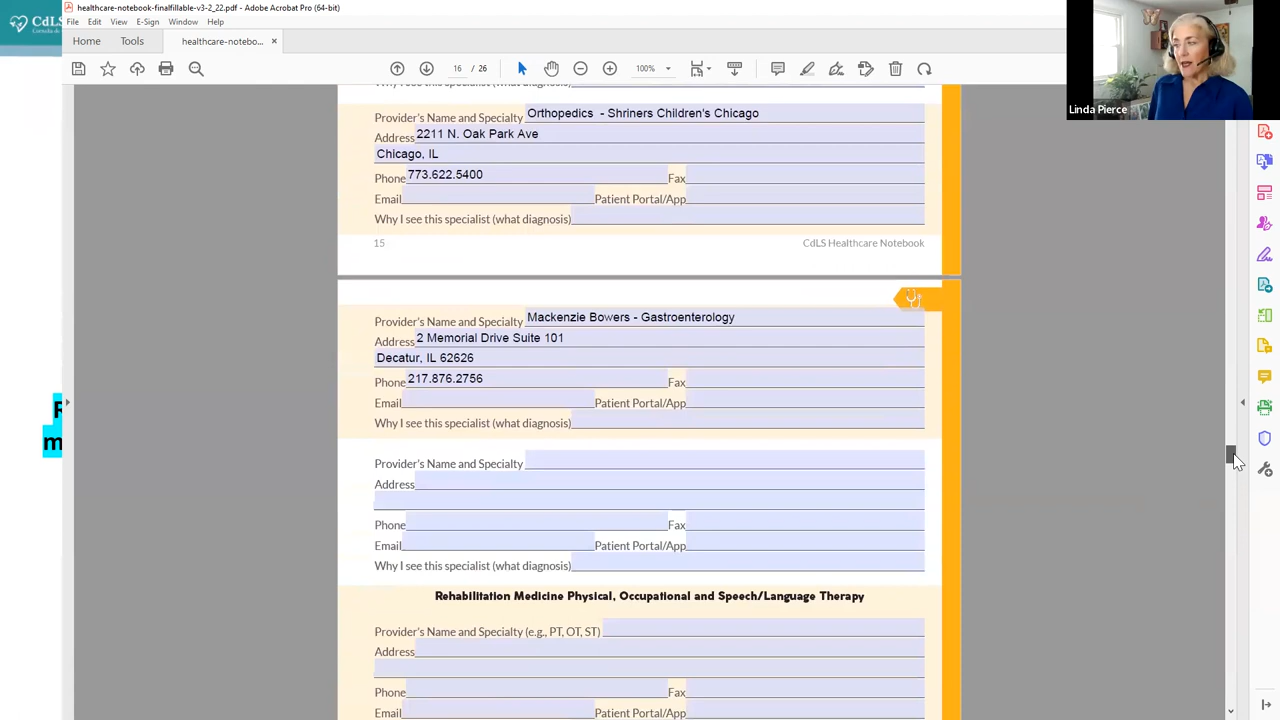 CdLS
healthcare-notebook-finalfillable-v3-2_22.pdf - Adobe Acrobat Pro (64-bit)
File Edit View E-Sign Window Help
Home Tools healthcare-notebo... ×
16 / 26 100%
Linda Pierce
Provider's Name and Specialty Orthopedics - Shriners Children's Chicago
Address 2211 N. Oak Park Ave
Chicago, IL
Phone 773.622.5400 Fax
Email Patient Portal/App
Why I see this specialist (what diagnosis)
15 CdLS Healthcare Notebook
Provider's Name and Specialty Mackenzie Bowers - Gastroenterology
Address 2 Memorial Drive Suite 101
Decatur, IL 62626
Phone 217.876.2756 Fax
Email Patient Portal/App
Why I see this specialist (what diagnosis)
Provider's Name and Specialty
Address
Phone Fax
Email Patient Portal/App
Why I see this specialist (what diagnosis)
Rehabilitation Medicine Physical, Occupational and Speech/Language Therapy
Provider's Name and Specialty (e.g., PT, OT, ST)
Address
Phone Fax
Email Patient Portal/App